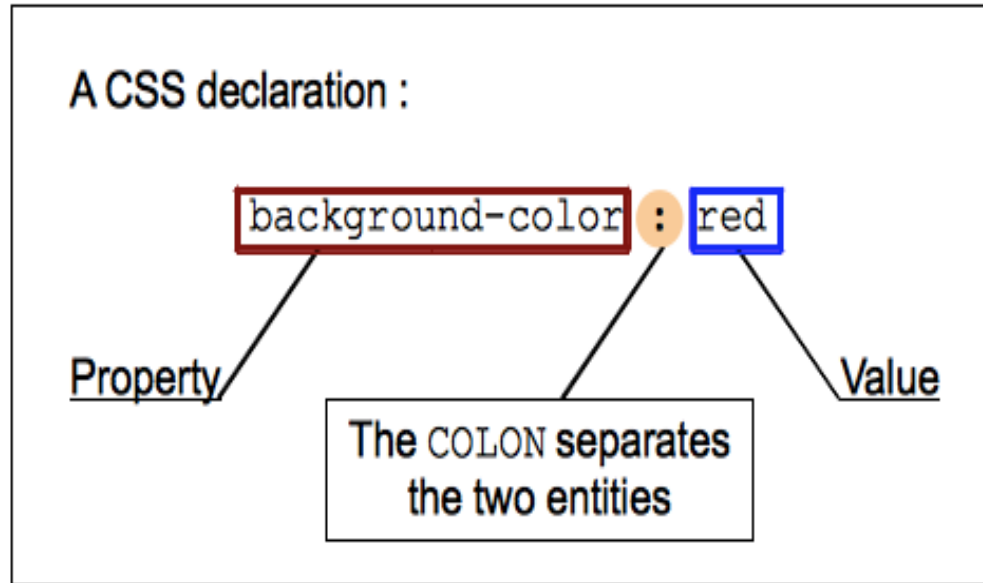 A CSS declaration :
background-color : red
Property
Value
The COLON separates
the two entities